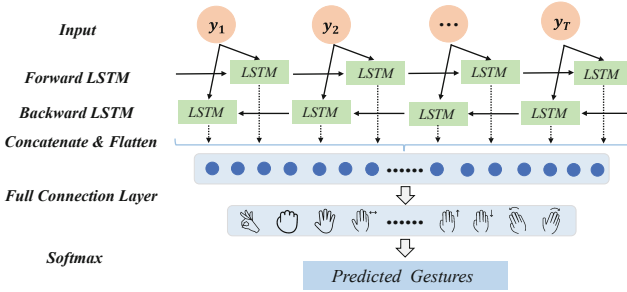 Input y₁ y₂ ••• y_T
Forward LSTM LSTM LSTM LSTM LSTM
Backward LSTM LSTM LSTM LSTM LSTM
Concatenate & Flatten
••••••
Full Connection Layer
••••••
Softmax Predicted Gestures